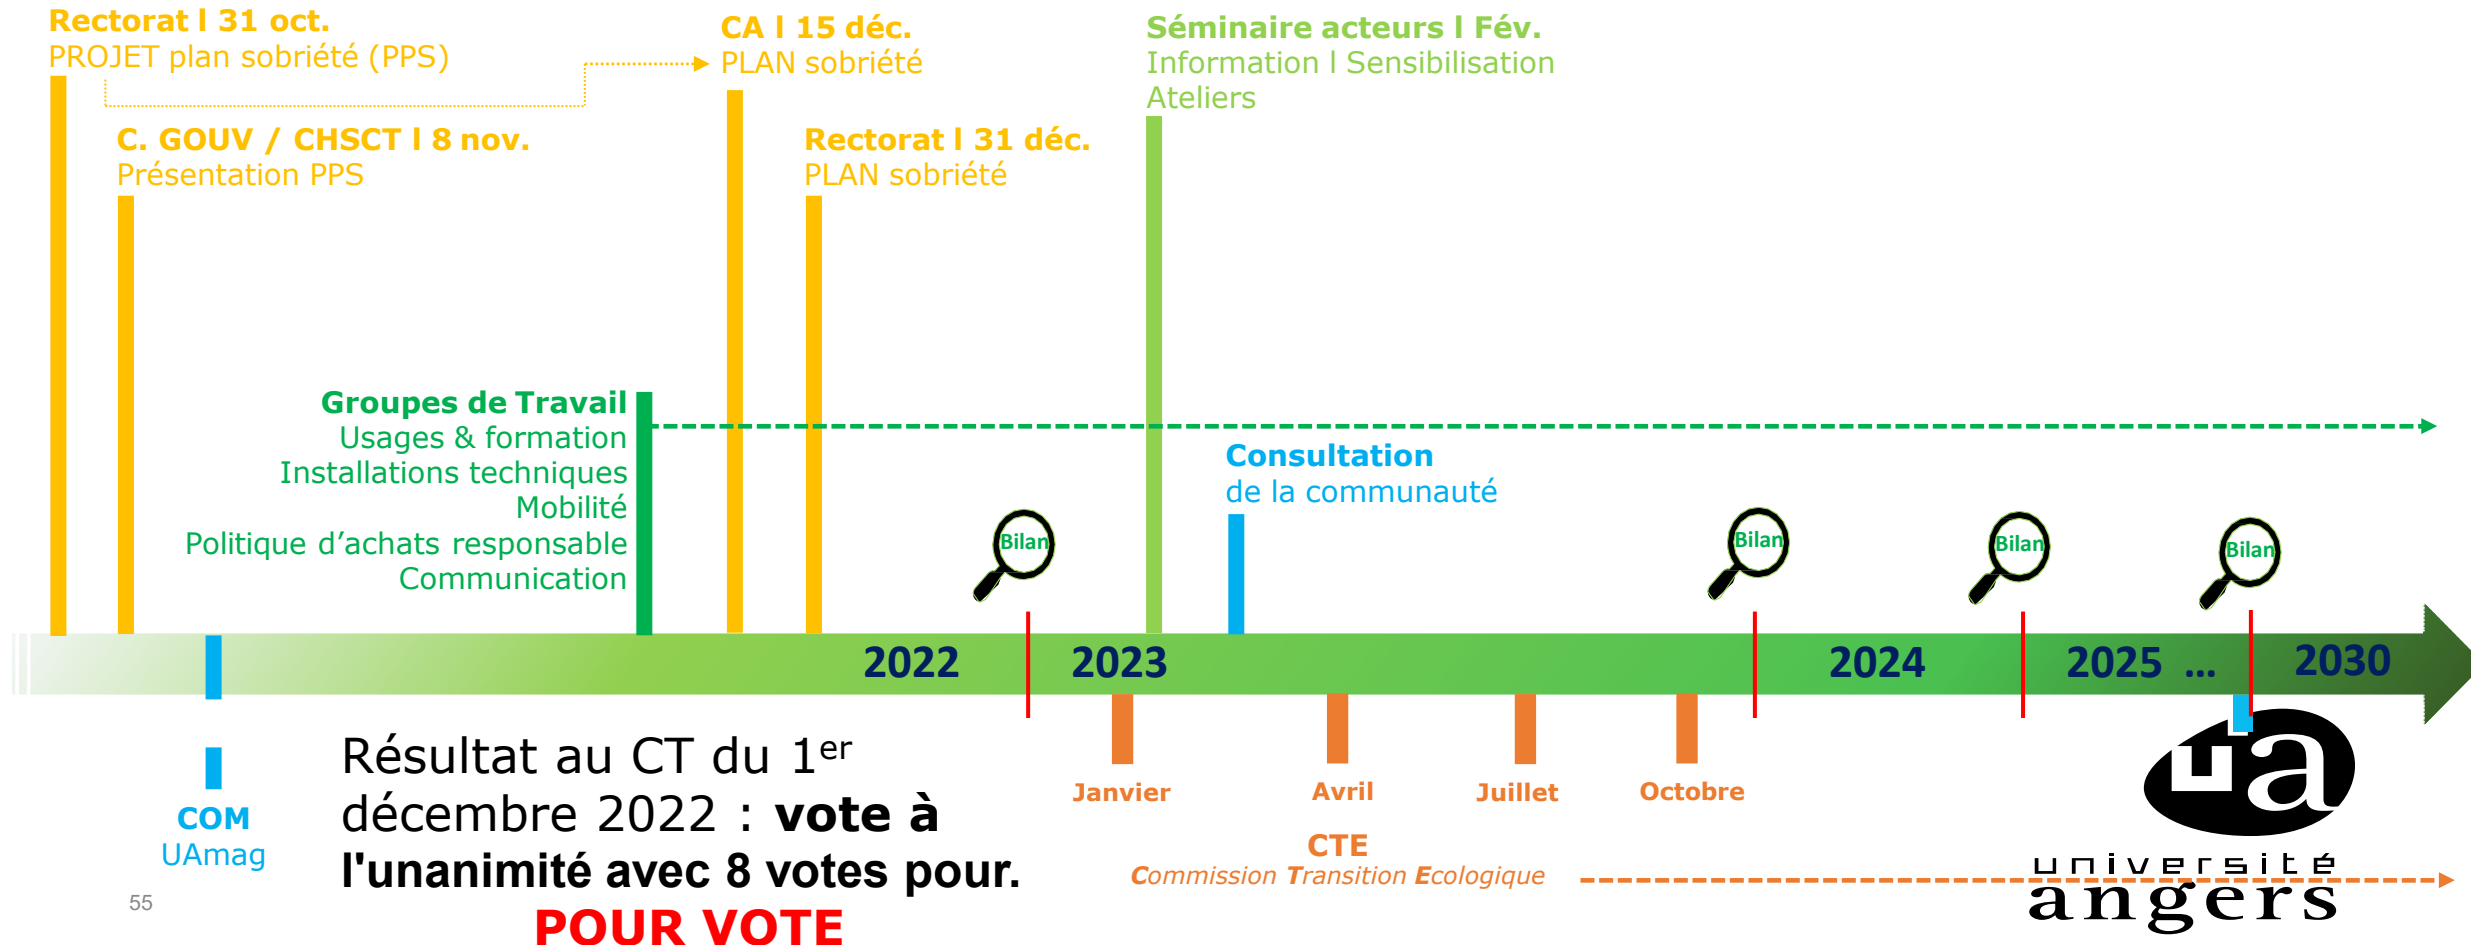 Rectorat l 31 oct.
PROJET plan sobriété (PPS)
C. GOUV / CHSCT l 8 nov.
Présentation PPS
CA l 15 déc.
PLAN sobriété
Rectorat l 31 déc.
PLAN sobriété
Séminaire acteurs l Fév.
Information l Sensibilisation
Ateliers
Groupes de Travail
Usages & formation
Installations techniques
Mobilité
Politique d’achats responsable
Communication
Consultation
de la communauté
Bilan
Bilan
Bilan
Bilan
2022
2023
2024
2025 ...
2030
COM
UAmag
Résultat au CT du 1er
décembre 2022 : vote à
l'unanimité avec 8 votes pour.
POUR VOTE
Janvier
Avril
Juillet
Octobre
CTE
Commission Transition Ecologique
ua
université
angers
55